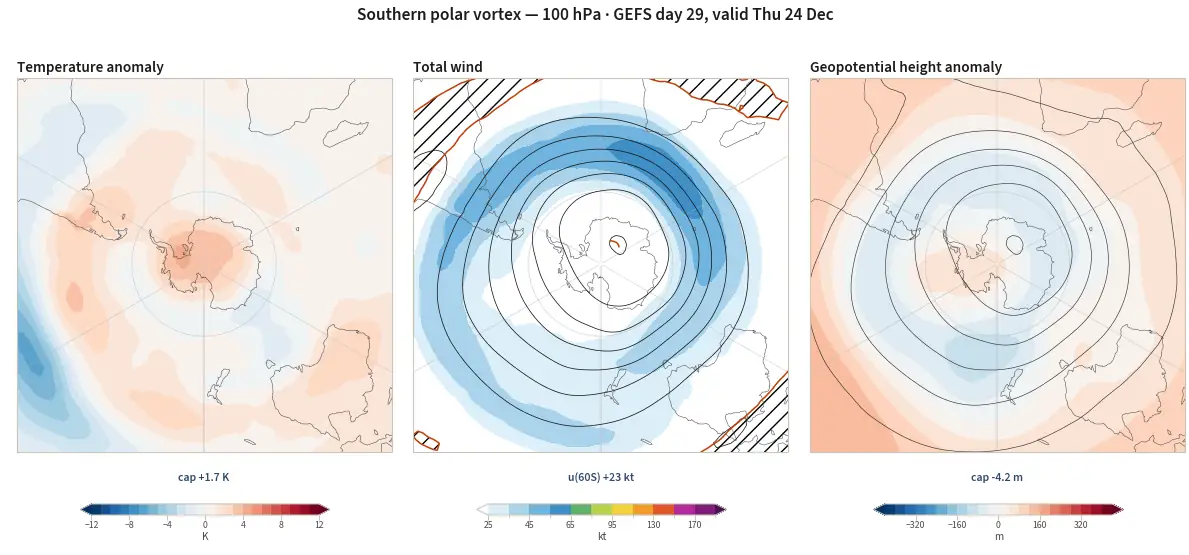 Southern polar vortex — 100 hPa · GEFS day 29, valid Thu 24 Dec
Temperature anomaly
Total wind
Geopotential height anomaly
cap +1.7 K
u(60S) +23 kt
cap -4.2 m
−12 −8 −4 0 4 8 12
K
25 45 65 95 130 170
kt
−320 −160 0 160 320
m